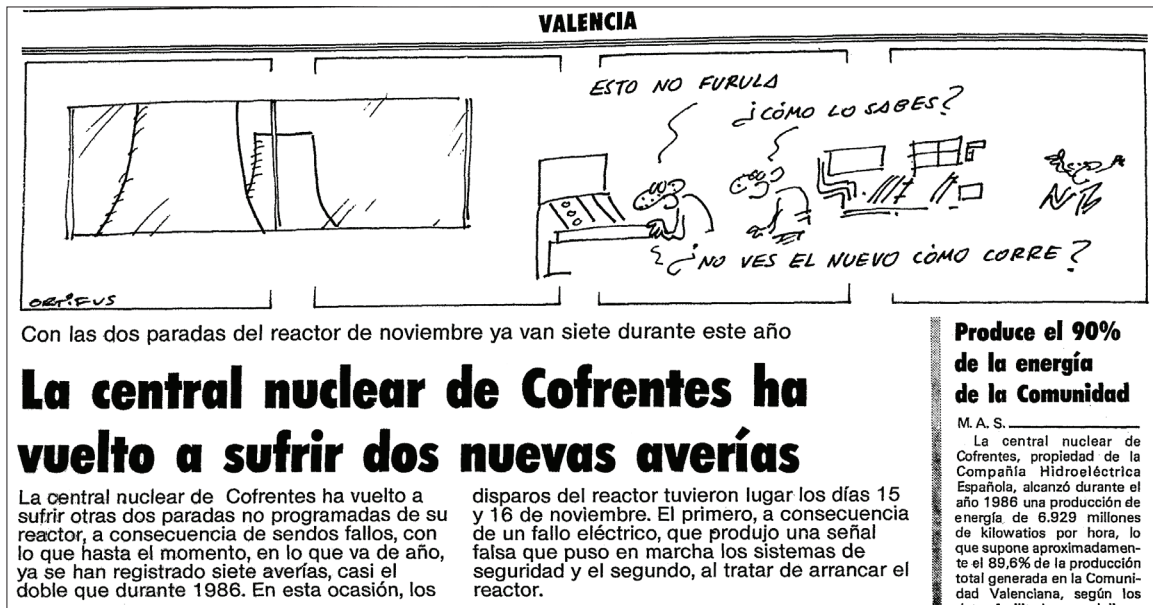 VALENCIA
ESTO NO FURULA
¿CÓMO LO SABES?
¿NO VES EL NUEVO CÓMO CORRE?
ORTIFUS
Con las dos paradas del reactor de noviembre ya van siete durante este año
La central nuclear de Cofrentes ha
vuelto a sufrir dos nuevas averías
La central nuclear de Cofrentes ha vuelto a
sufrir otras dos paradas no programadas de su
reactor, a consecuencia de sendos fallos, con
lo que hasta el momento, en lo que va de año,
ya se han registrado siete averías, casi el
doble que durante 1986. En esta ocasión, los
disparos del reactor tuvieron lugar los días 15
y 16 de noviembre. El primero, a consecuencia
de un fallo eléctrico, que produjo una señal
falsa que puso en marcha los sistemas de
seguridad y el segundo, al tratar de arrancar el
reactor.
Produce el 90%
de la energía
de la Comunidad
M. A. S.
La central nuclear de
Cofrentes, propiedad de la
Compañía Hidroeléctrica
Española, alcanzó durante el
año 1986 una producción de
energía de 6.929 millones
de kilowatios por hora, lo
que supone aproximadamen-
te el 89,6% de la producción
total generada en la Comuni-
dad Valenciana, según los